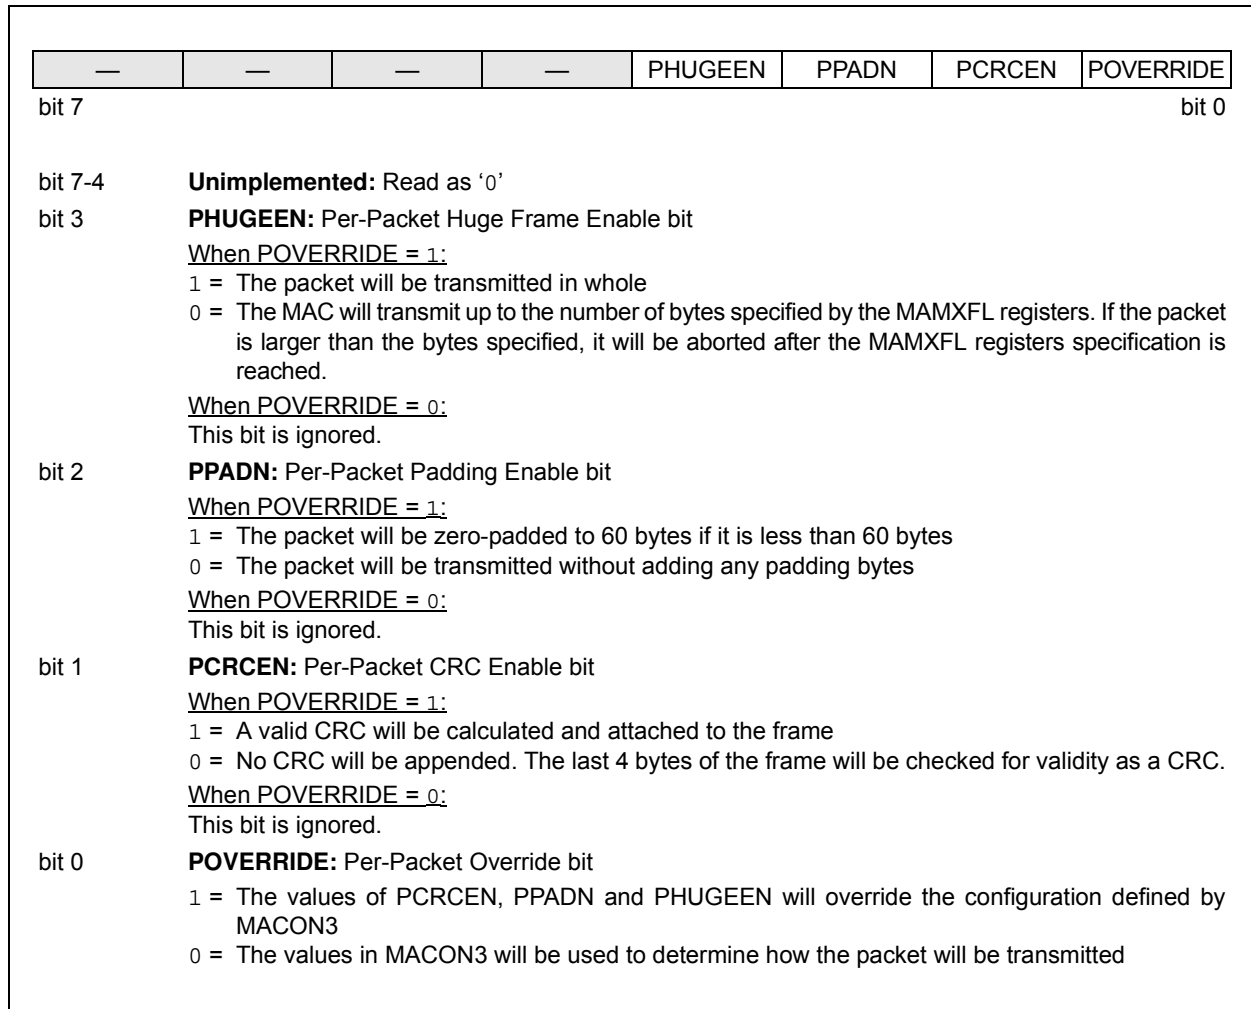 — — — — PHUGEEN PPADN PCRCEN POVERRIDE
bit 7 bit 0
bit 7-4 Unimplemented: Read as ‘0’
bit 3 PHUGEEN: Per-Packet Huge Frame Enable bit
When POVERRIDE = 1:
1 = The packet will be transmitted in whole
0 = The MAC will transmit up to the number of bytes specified by the MAMXFL registers. If the packet
is larger than the bytes specified, it will be aborted after the MAMXFL registers specification is
reached.
When POVERRIDE = 0:
This bit is ignored.
bit 2 PPADN: Per-Packet Padding Enable bit
When POVERRIDE = 1:
1 = The packet will be zero-padded to 60 bytes if it is less than 60 bytes
0 = The packet will be transmitted without adding any padding bytes
When POVERRIDE = 0:
This bit is ignored.
bit 1 PCRCEN: Per-Packet CRC Enable bit
When POVERRIDE = 1:
1 = A valid CRC will be calculated and attached to the frame
0 = No CRC will be appended. The last 4 bytes of the frame will be checked for validity as a CRC.
When POVERRIDE = 0:
This bit is ignored.
bit 0 POVERRIDE: Per-Packet Override bit
1 = The values of PCRCEN, PPADN and PHUGEEN will override the configuration defined by
MACON3
0 = The values in MACON3 will be used to determine how the packet will be transmitted